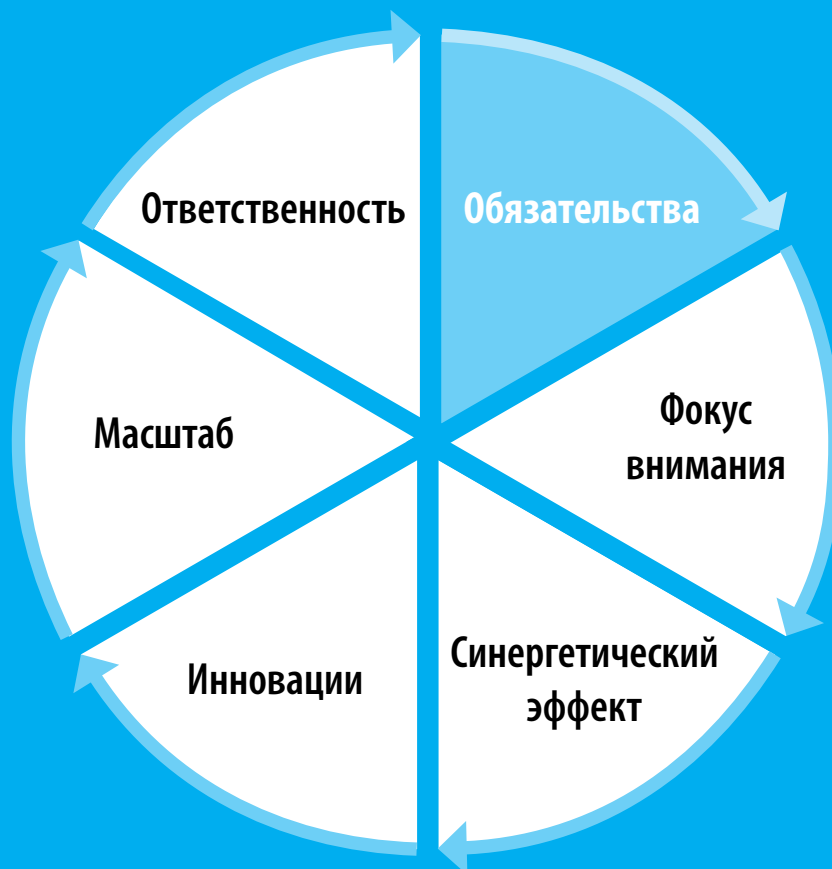 Ответственность
Обязательства
Фокус
внимания
Синергетический
эффект
Инновации
Масштаб